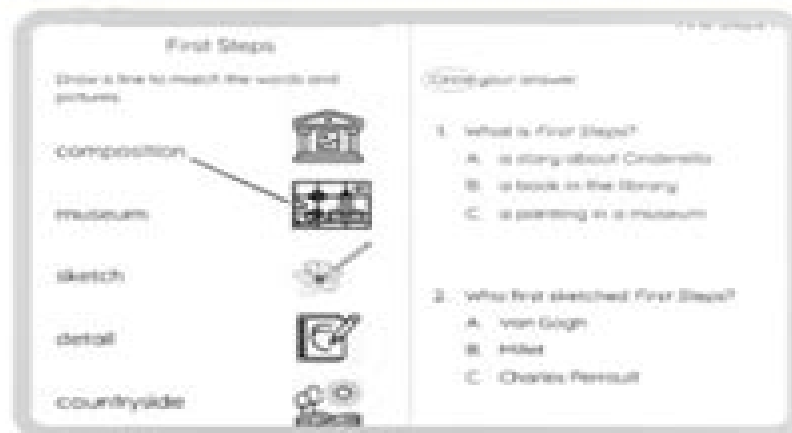 First Steps
Draw a line to match the words and
pictures.
composition
museum
sketch
detail
countryside
Circle your answer.
1. What is First Steps?
A. a story about Cinderella
B. a book in the library
C. a painting in a museum
2. Who first sketched First Steps?
A. Van Gogh
B. Millet
C. Charles Perrault